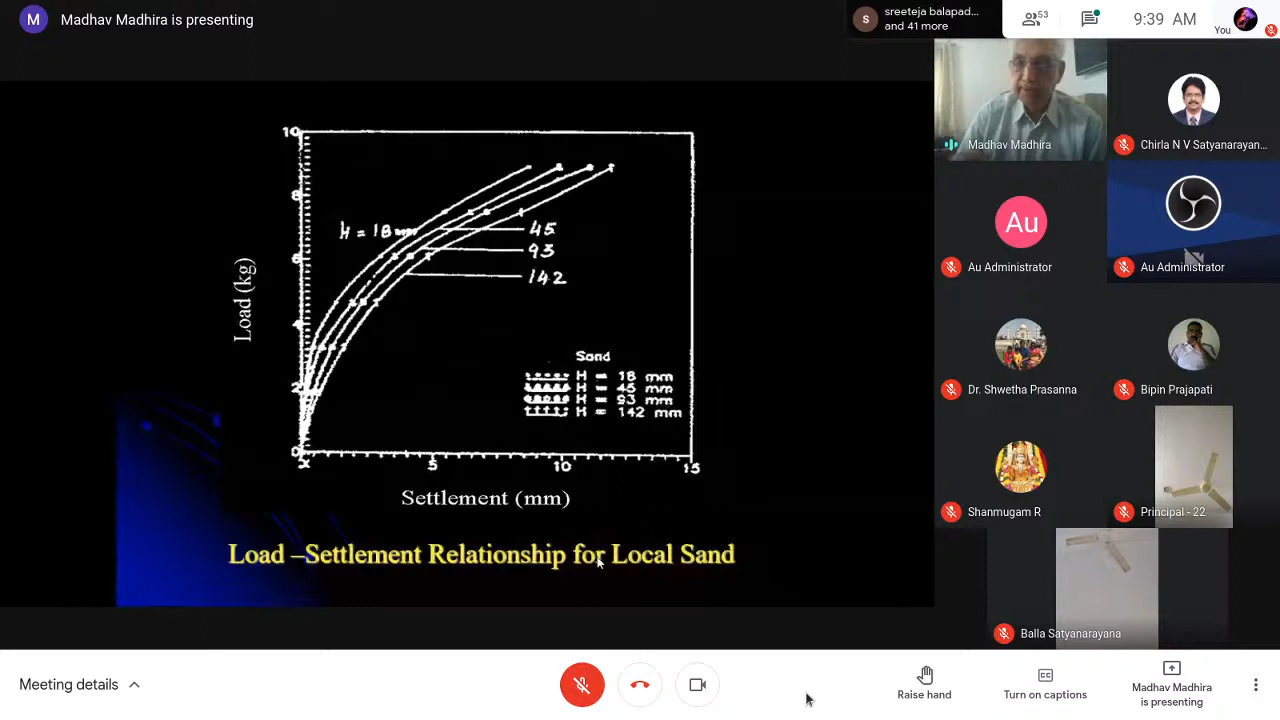 M
Madhav Madhira is presenting
s
sreeteja balapad...
and 41 more
53
9:39 AM
You
Madhav Madhira
Chirla N V Satyanarayan...
Au
Au Administrator
Au Administrator
Dr. Shwetha Prasanna
Bipin Prajapati
Shanmugam R
Principal - 22
Balla Satyanarayana
10
8
6
4
2
0
Load (kg)
H = 18 mm
45
93
142
Sand
H = 18 mm
H = 45 mm
H = 93 mm
H = 142 mm
5
10
15
Settlement (mm)
Load –Settlement Relationship for Local Sand
Meeting details
Raise hand
CC
Turn on captions
Madhav Madhira
is presenting